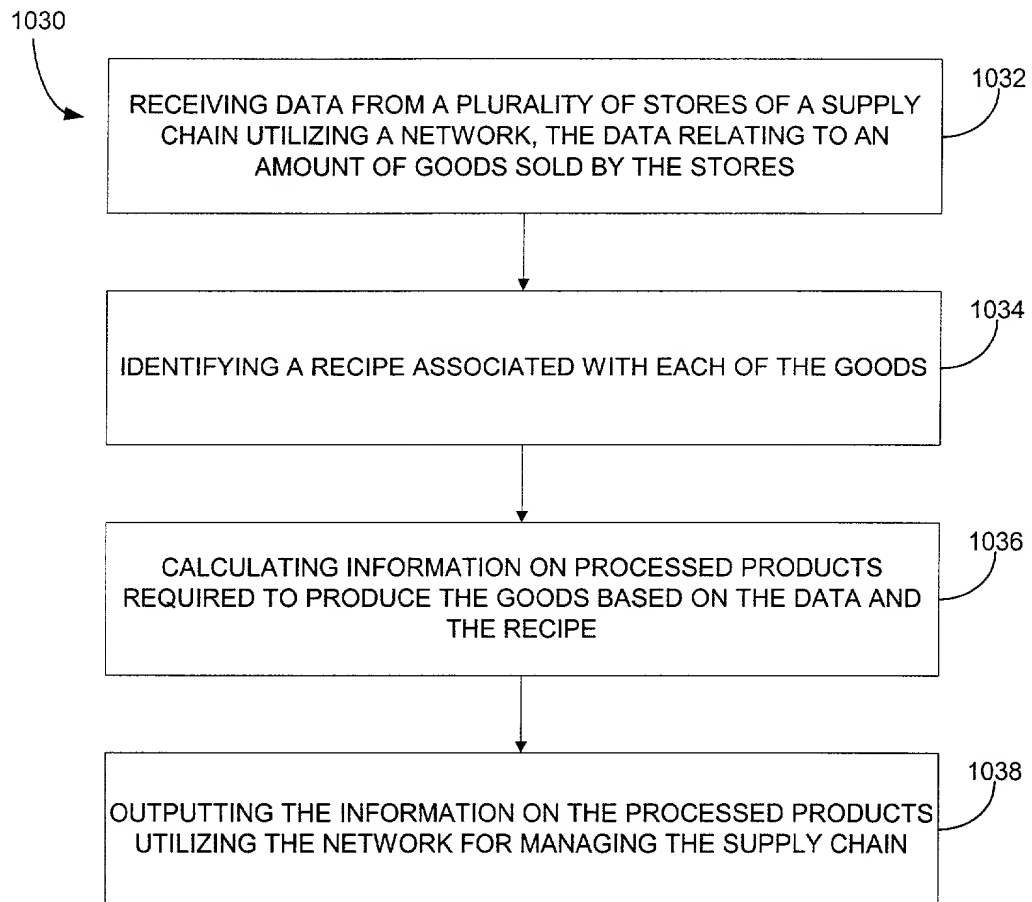 1030
1032
RECEIVING DATA FROM A PLURALITY OF STORES OF A SUPPLY
CHAIN UTILIZING A NETWORK, THE DATA RELATING TO AN
AMOUNT OF GOODS SOLD BY THE STORES
1034
IDENTIFYING A RECIPE ASSOCIATED WITH EACH OF THE GOODS
1036
CALCULATING INFORMATION ON PROCESSED PRODUCTS
REQUIRED TO PRODUCE THE GOODS BASED ON THE DATA AND
THE RECIPE
1038
OUTPUTTING THE INFORMATION ON THE PROCESSED PRODUCTS
UTILIZING THE NETWORK FOR MANAGING THE SUPPLY CHAIN